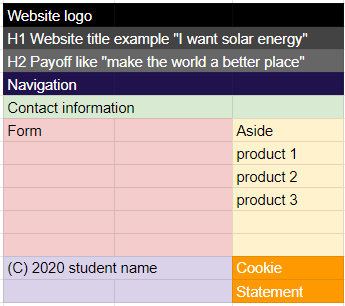 Website logo
H1 Website title example "I want solar energy"
H2 Payoff like "make the world a better place"
Navigation
Contact information
Form
Aside
product 1
product 2
product 3
(C) 2020 student name
Cookie
Statement